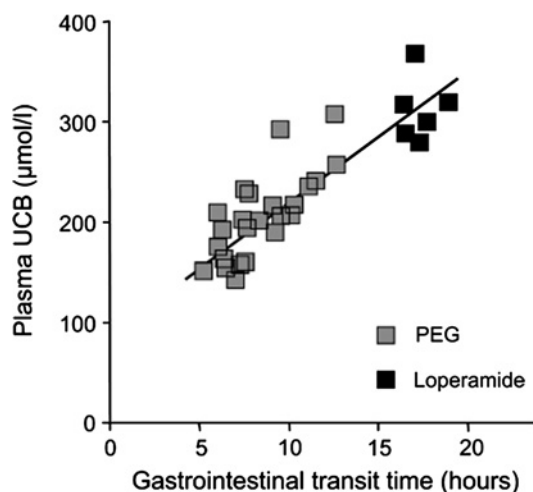 400
300
200
100
0
Plasma UCB (µmol/l)
PEG
Loperamide
0 5 10 15 20
Gastrointestinal transit time (hours)